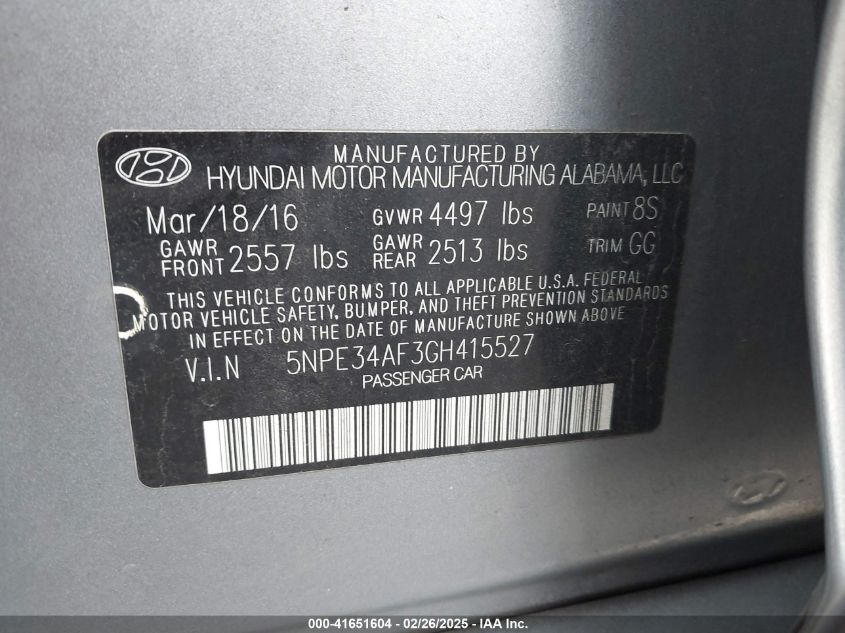 MANUFACTURED BY
HYUNDAI MOTOR MANUFACTURING ALABAMA, LLC
Mar/18/16 GVWR 4497 lbs PAINT 8S
GAWR FRONT 2557 lbs GAWR REAR 2513 lbs TRIM GG
THIS VEHICLE CONFORMS TO ALL APPLICABLE U.S.A. FEDERAL
MOTOR VEHICLE SAFETY, BUMPER, AND THEFT PREVENTION STANDARDS
IN EFFECT ON THE DATE OF MANUFACTURE SHOWN ABOVE
V.I.N 5NPE34AF3GH415527
PASSENGER CAR
000-41651604 - 02/26/2025 - IAA Inc.